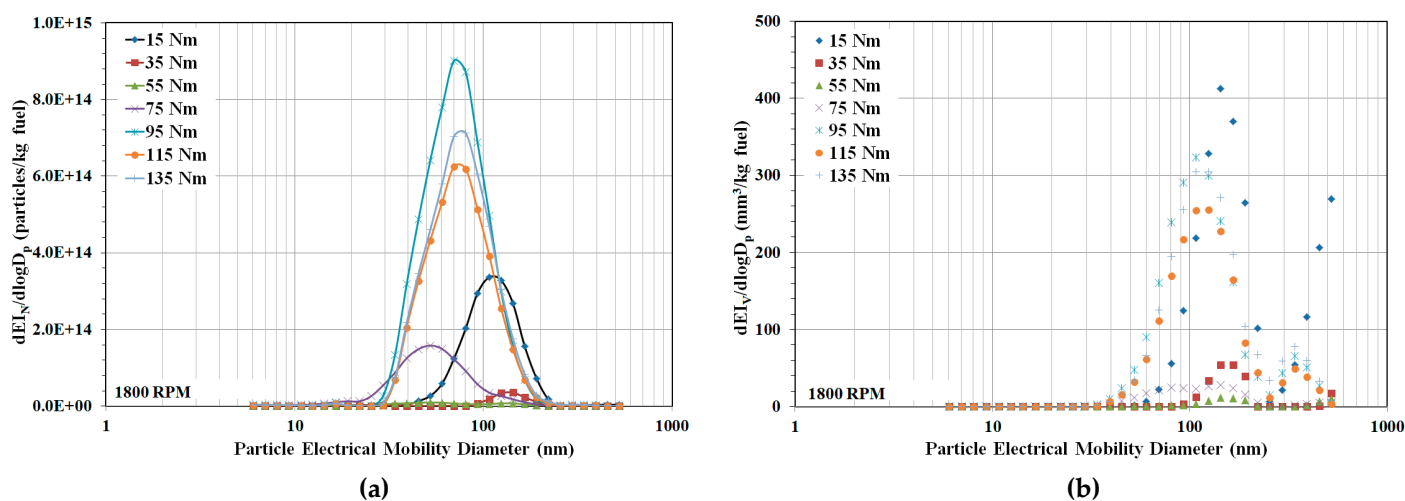 1.0E+15
8.0E+14
6.0E+14
4.0E+14
2.0E+14
0.0E+00
dEI_N/dlogD_p (particles/kg fuel)
15 Nm
35 Nm
55 Nm
75 Nm
95 Nm
115 Nm
135 Nm
1800 RPM
1 10 100 1000
Particle Electrical Mobility Diameter (nm)
(a)
500
400
300
200
100
0
dEI_V/dlogD_p (mm³/kg fuel)
15 Nm
35 Nm
55 Nm
75 Nm
95 Nm
115 Nm
135 Nm
1800 RPM
1 10 100 1000
Particle Electrical Mobility Diameter (nm)
(b)